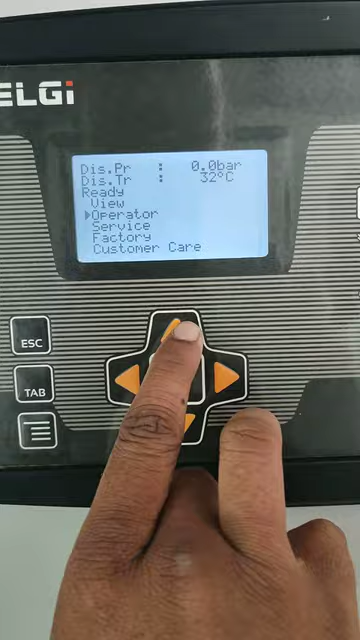 ELGi
Dis.Pr : 0.0bar
Dis.Tr : 32°C
Ready
View
Operator
Service
Factory
Customer Care
ESC
TAB